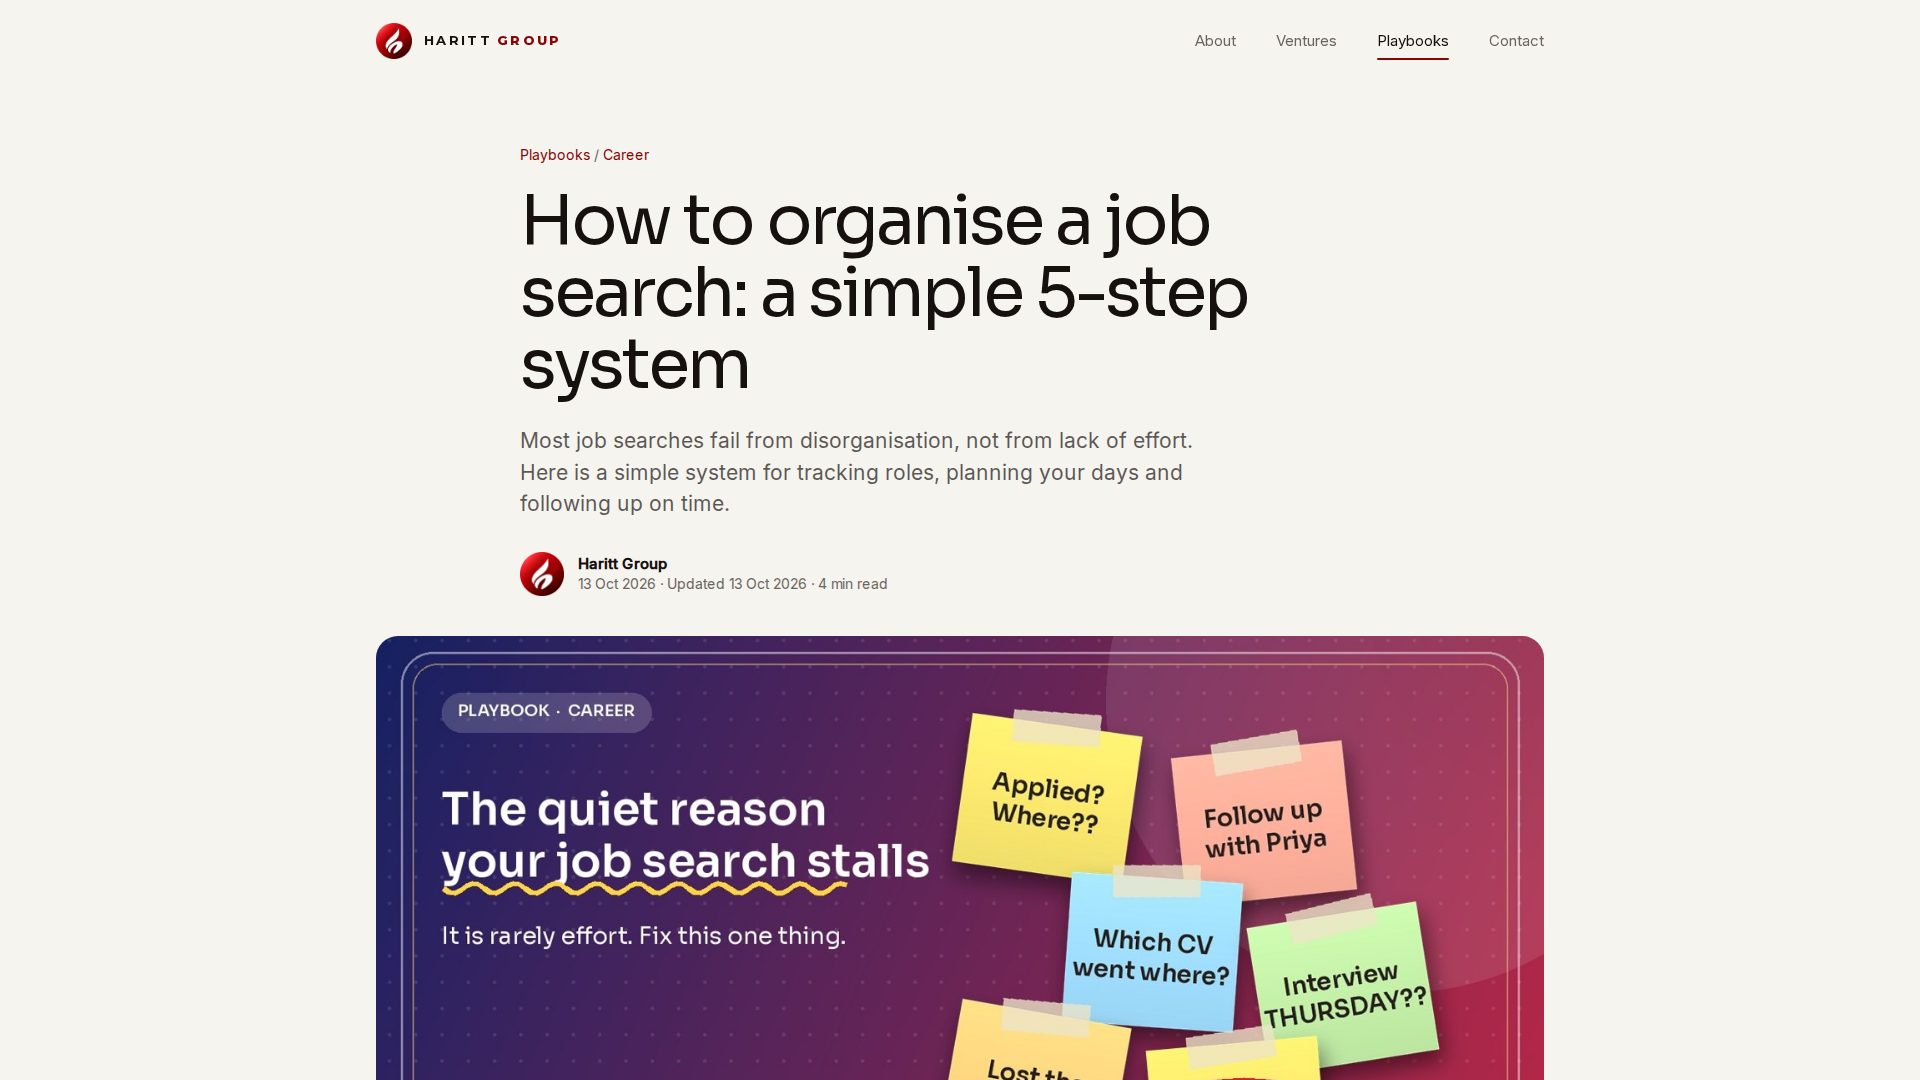 HARITT GROUP
About
Ventures
Playbooks
Contact
Playbooks / Career
How to organise a job
search: a simple 5-step
system
Most job searches fail from disorganisation, not from lack of effort.
Here is a simple system for tracking roles, planning your days and
following up on time.
Haritt Group
13 Oct 2026 · Updated 13 Oct 2026 · 4 min read
PLAYBOOK · CAREER
The quiet reason
your job search stalls
It is rarely effort. Fix this one thing.
Applied?
Where??
Follow up
with Priya
Which CV
went where?
Interview
THURSDAY??
Lost